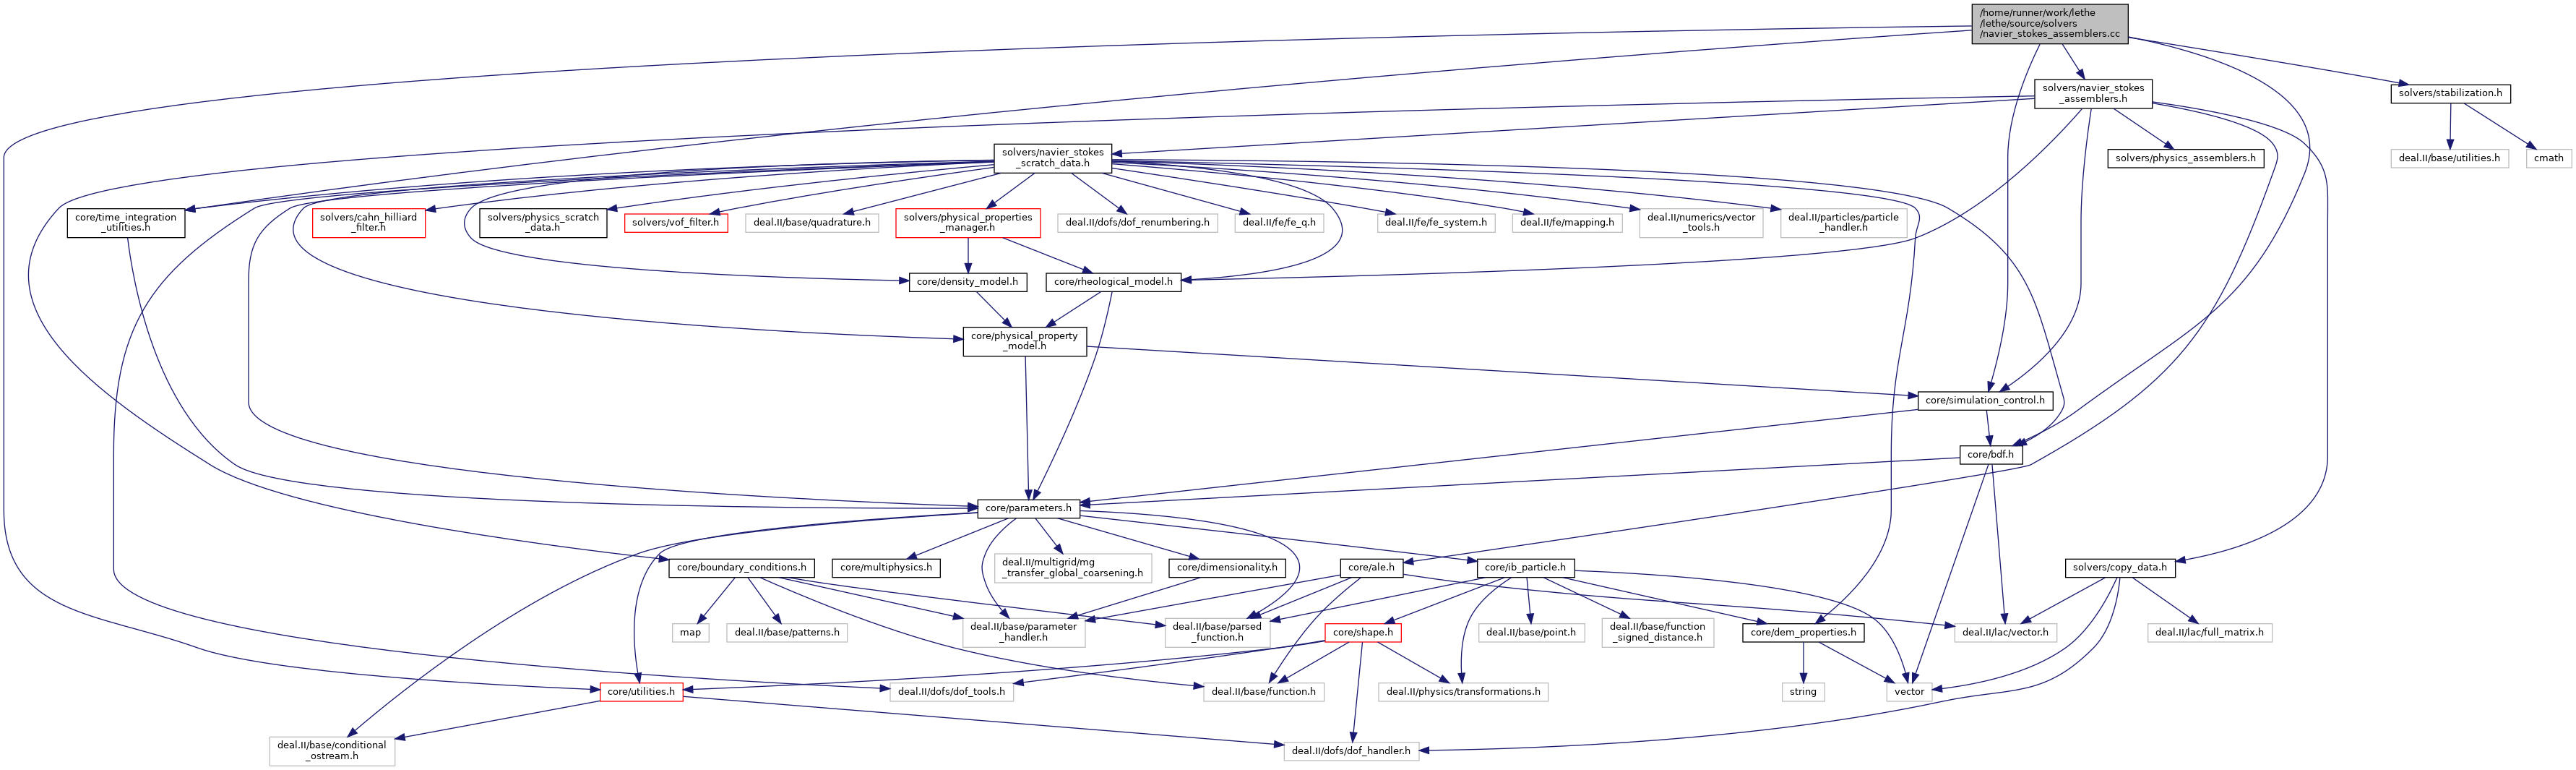 /home/runner/work/lethe
/lethe/source/solvers
/navier_stokes_assemblers.cc
solvers/navier_stokes
_assemblers.h
solvers/stabilization.h
solvers/navier_stokes
_scratch_data.h
solvers/physics_assemblers.h
deal.II/base/utilities.h
cmath
core/time_integration
_utilities.h
solvers/cahn_hilliard
_filter.h
solvers/physics_scratch
_data.h
solvers/vof_filter.h
deal.II/base/quadrature.h
solvers/physical_properties
_manager.h
deal.II/dofs/dof_renumbering.h
deal.II/fe/fe_q.h
deal.II/fe/fe_system.h
deal.II/fe/mapping.h
deal.II/numerics/vector
_tools.h
deal.II/particles/particle
_handler.h
core/density_model.h
core/rheological_model.h
core/physical_property
_model.h
core/simulation_control.h
core/bdf.h
core/parameters.h
core/boundary_conditions.h
core/multiphysics.h
deal.II/multigrid/mg
_transfer_global_coarsening.h
core/dimensionality.h
core/ale.h
core/ib_particle.h
solvers/copy_data.h
map
deal.II/base/patterns.h
deal.II/base/parameter
_handler.h
deal.II/base/parsed
_function.h
core/shape.h
deal.II/base/point.h
deal.II/base/function
_signed_distance.h
core/dem_properties.h
deal.II/lac/vector.h
deal.II/lac/full_matrix.h
core/utilities.h
deal.II/dofs/dof_tools.h
deal.II/base/function.h
deal.II/physics/transformations.h
string
vector
deal.II/base/conditional
_ostream.h
deal.II/dofs/dof_handler.h